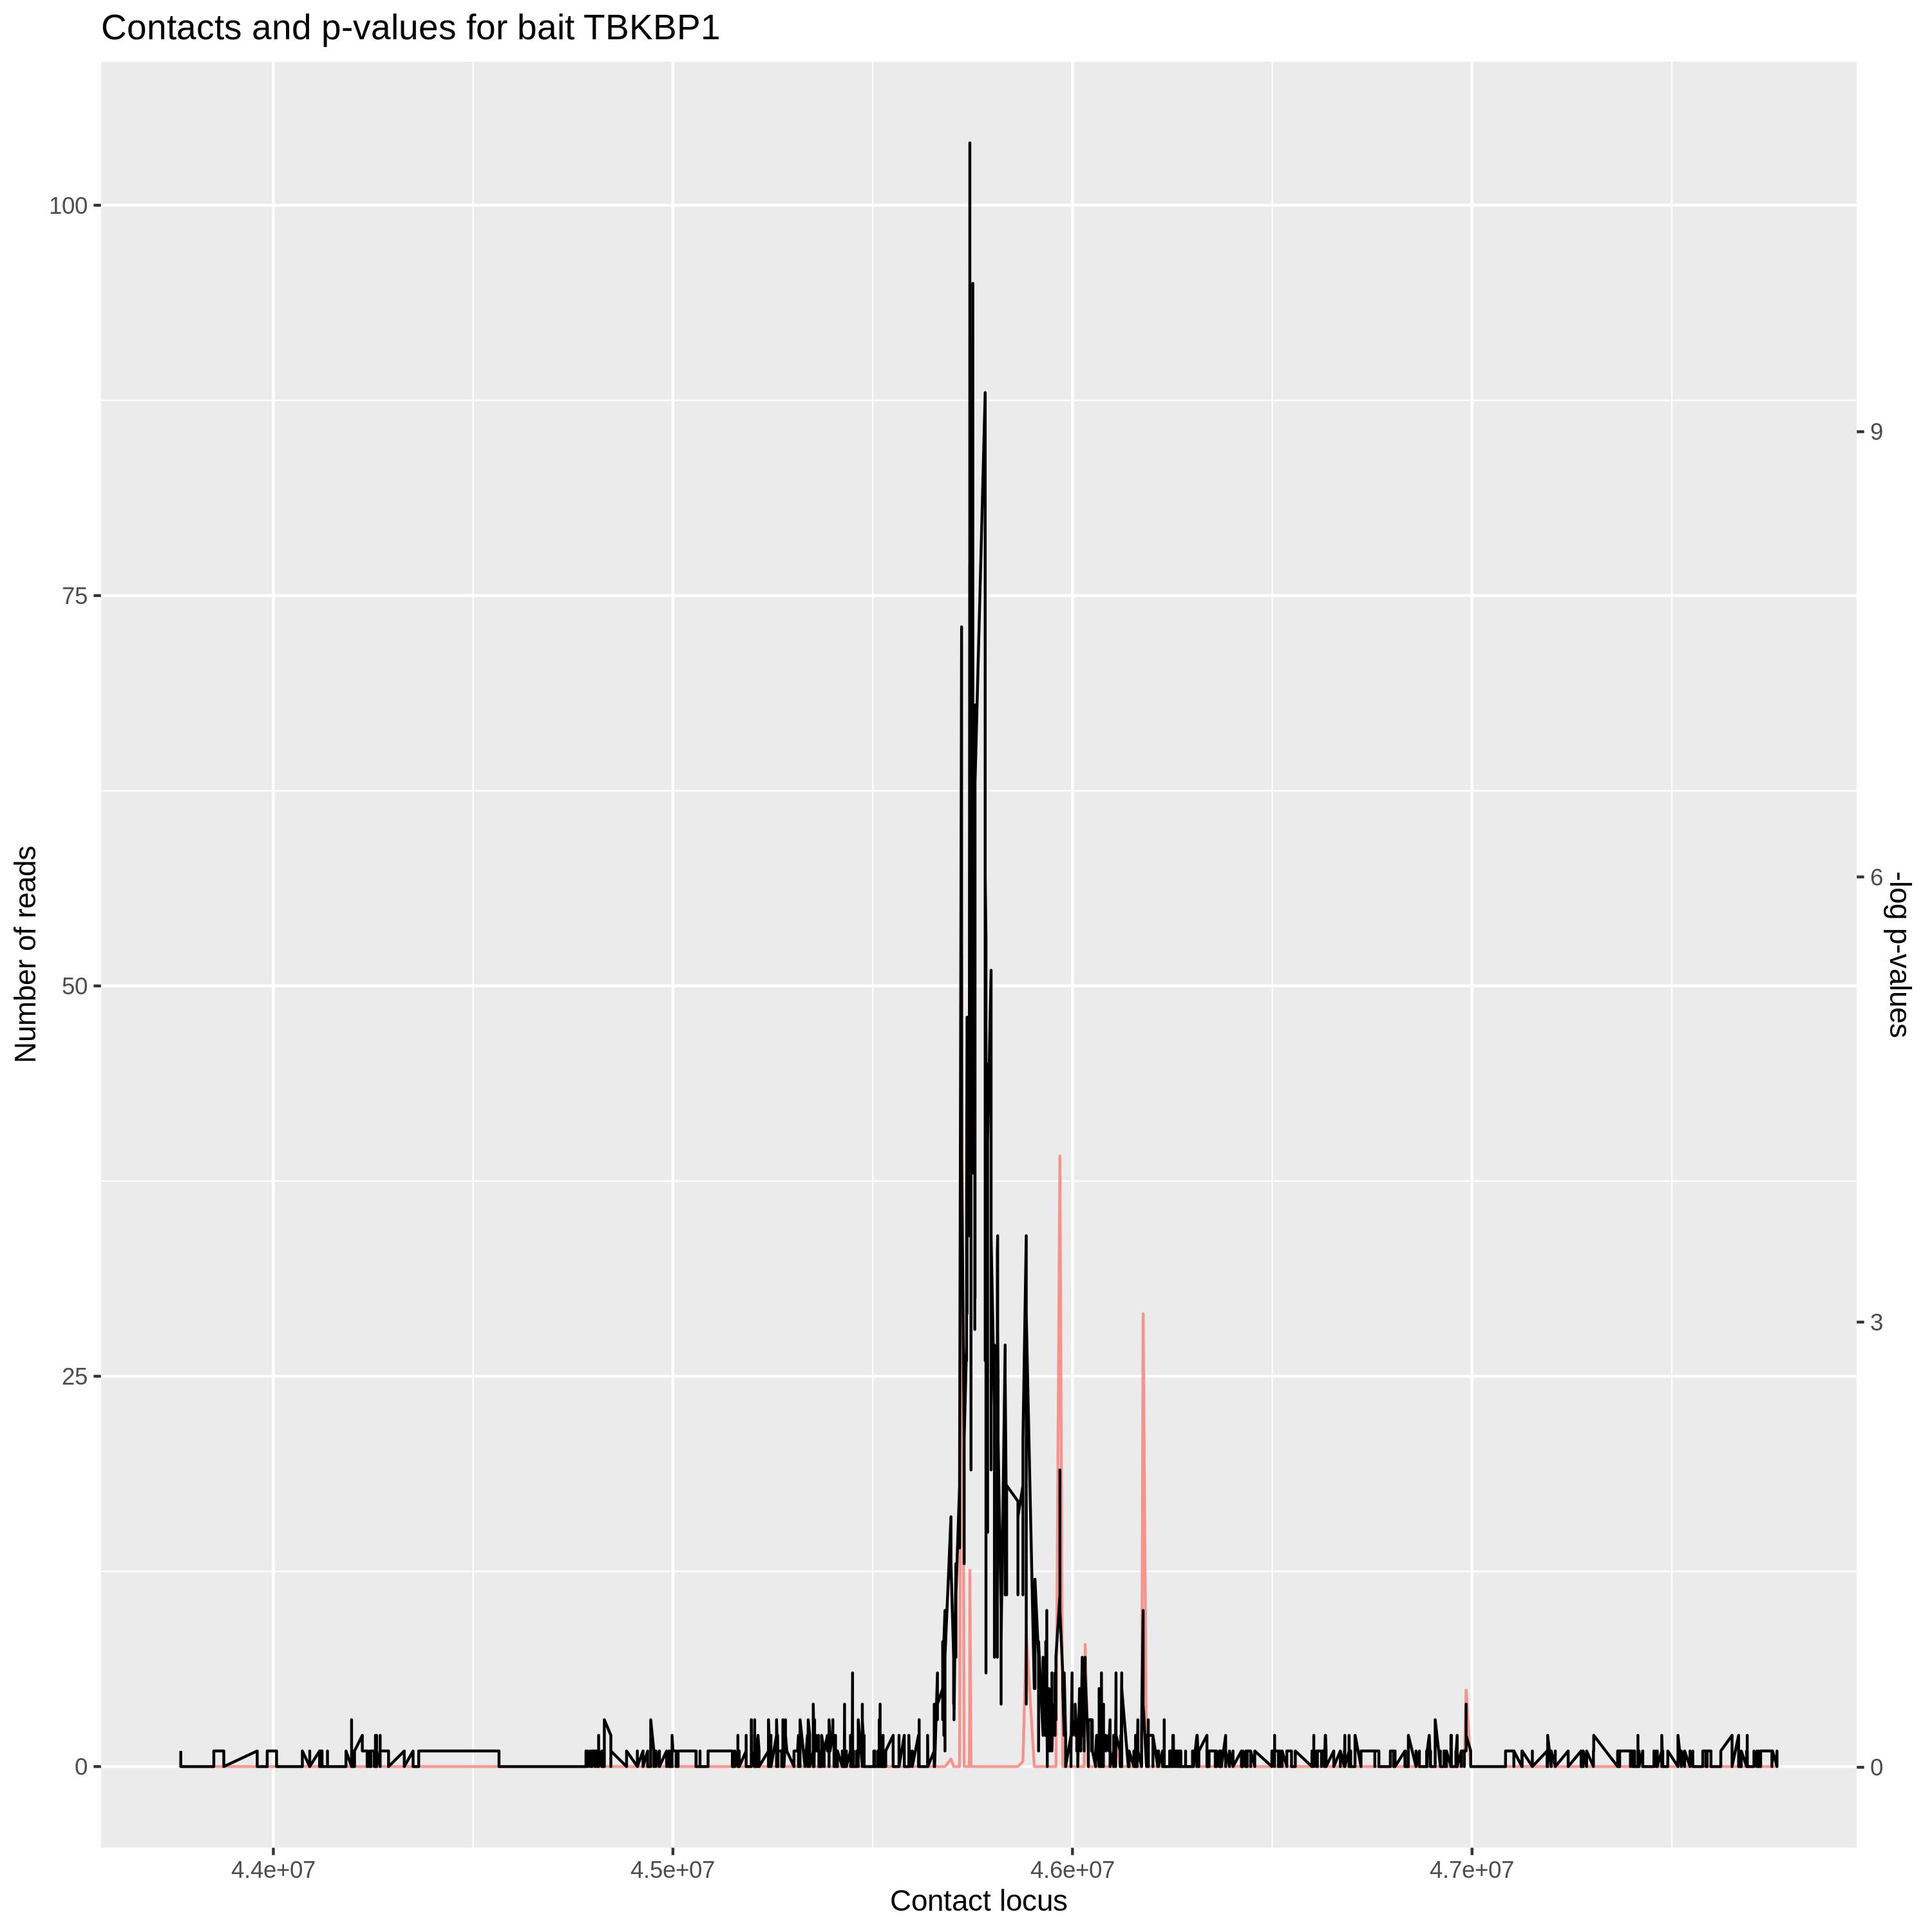 Contacts and p-values for bait TBKBP1
100
75
50
25
0
Number of reads
9
6
3
0
-log p-values
4.4e+07
4.5e+07
4.6e+07
4.7e+07
Contact locus